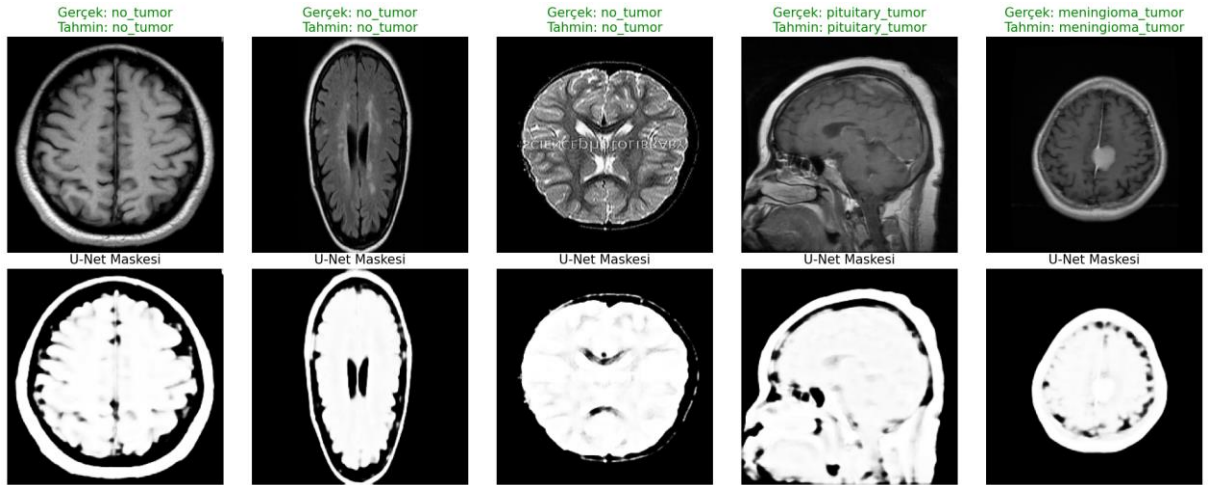 Gerçek: no_tumor
Tahmin: no_tumor
Gerçek: no_tumor
Tahmin: no_tumor
Gerçek: no_tumor
Tahmin: no_tumor
Gerçek: pituitary_tumor
Tahmin: pituitary_tumor
Gerçek: meningioma_tumor
Tahmin: meningioma_tumor
U-Net Maskesi
U-Net Maskesi
U-Net Maskesi
U-Net Maskesi
U-Net Maskesi